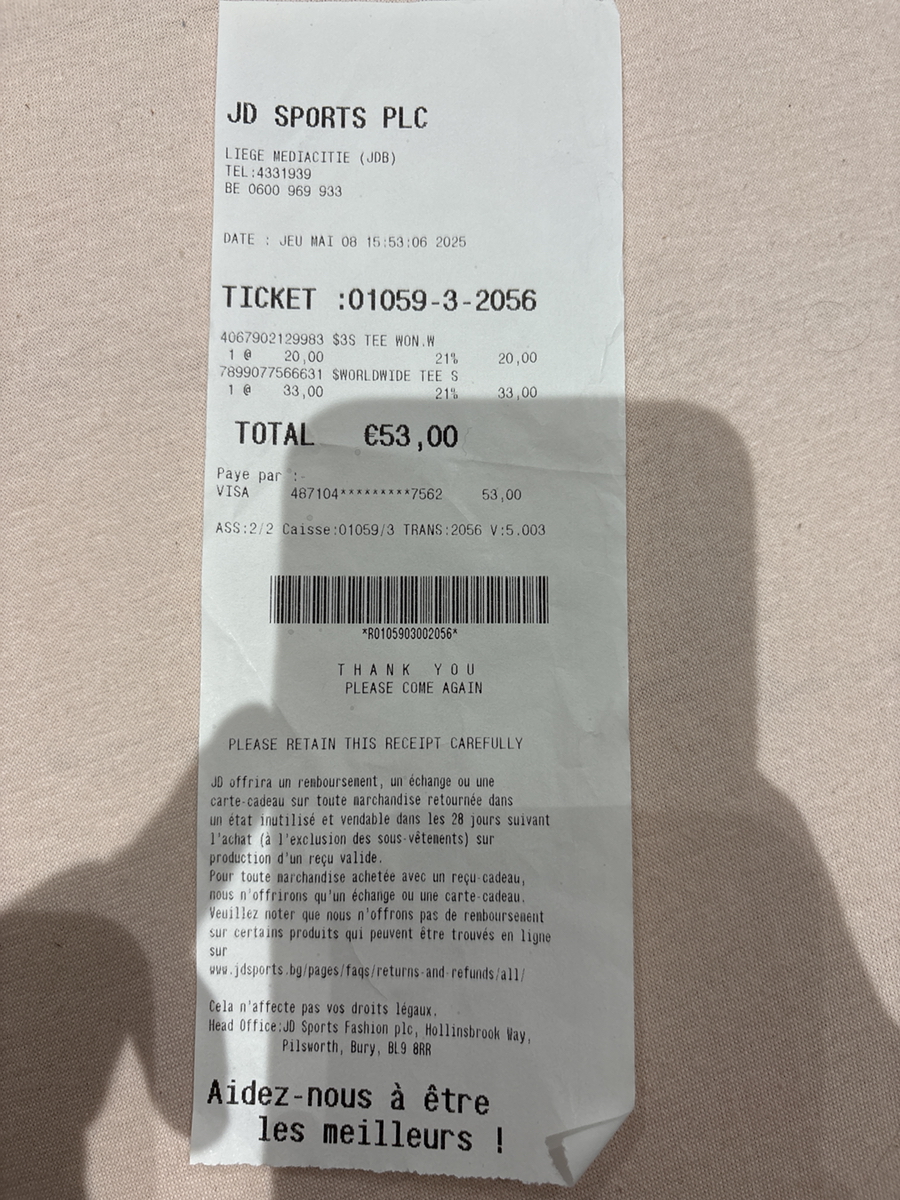 JD SPORTS PLC
LIEGE MEDIACITIE (JDB)
TEL:4331939
BE 0600 969 933
DATE : JEU MAI 08 15:53:06 2025
TICKET :01059-3-2056
4067902129983 $3S TEE WON.W
1 @ 20,00 21% 20,00
7899077566631 $WORLDWIDE TEE S
1 @ 33,00 21% 33,00
TOTAL €53,00
Paye par :-
VISA 487104*********7562 53,00
ASS:2/2 Caisse:01059/3 TRANS:2056 V:5.003
*R0105903002056*
THANK YOU
PLEASE COME AGAIN
PLEASE RETAIN THIS RECEIPT CAREFULLY
JD offrira un remboursement, un échange ou une
carte-cadeau sur toute marchandise retournée dans
un état inutilisé et vendable dans les 28 jours suivant
l'achat (à l'exclusion des sous-vêtements) sur
production d'un reçu valide.
Pour toute marchandise achetée avec un reçu-cadeau,
nous n'offrirons qu'un échange ou une carte-cadeau.
Veuillez noter que nous n'offrons pas de remboursement
sur certains produits qui peuvent être trouvés en ligne
sur
www.jdsports.bg/pages/faqs/returns-and-refunds/all/
Cela n'affecte pas vos droits légaux.
Head Office:JD Sports Fashion plc, Hollinsbrook Way,
Pilsworth, Bury, BL9 8RR
Aidez-nous à être
les meilleurs !